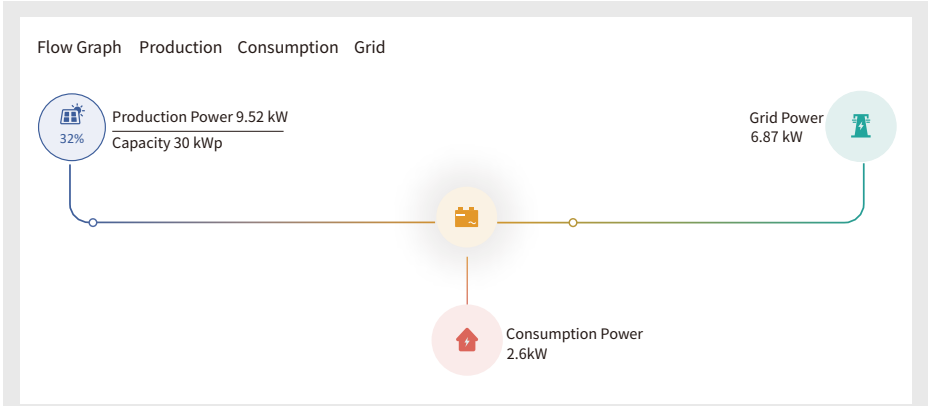 Flow Graph Production Consumption Grid
32%
Production Power 9.52 kW
Capacity 30 kWp
Grid Power
6.87 kW
Consumption Power
2.6kW